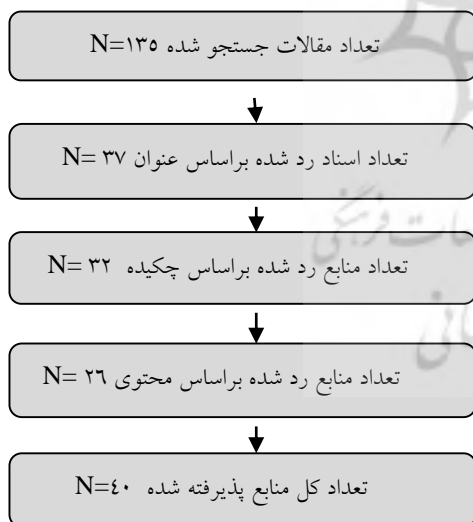 تعداد مقالات جستجو شده N=۱۳۵
تعداد اسناد رد شده براساس عنوان N= ۳۷
تعداد منابع رد شده براساس چکیده N= ۳۲
تعداد منابع رد شده براساس محتوی N= ۲۶
تعداد کل منابع پذیرفته شده N=٤۰